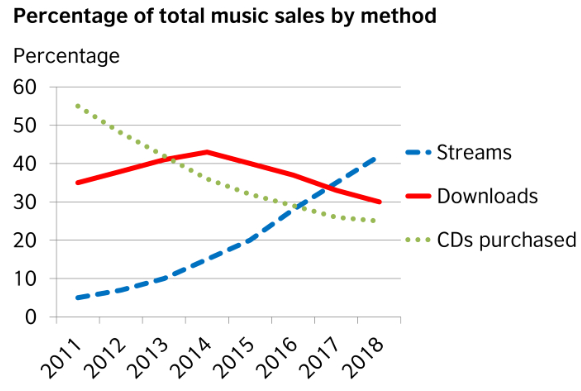 Percentage of total music sales by method
Percentage
60
50
40
30
20
10
0
2011 2012 2013 2014 2015 2016 2017 2018
Streams
Downloads
CDs purchased